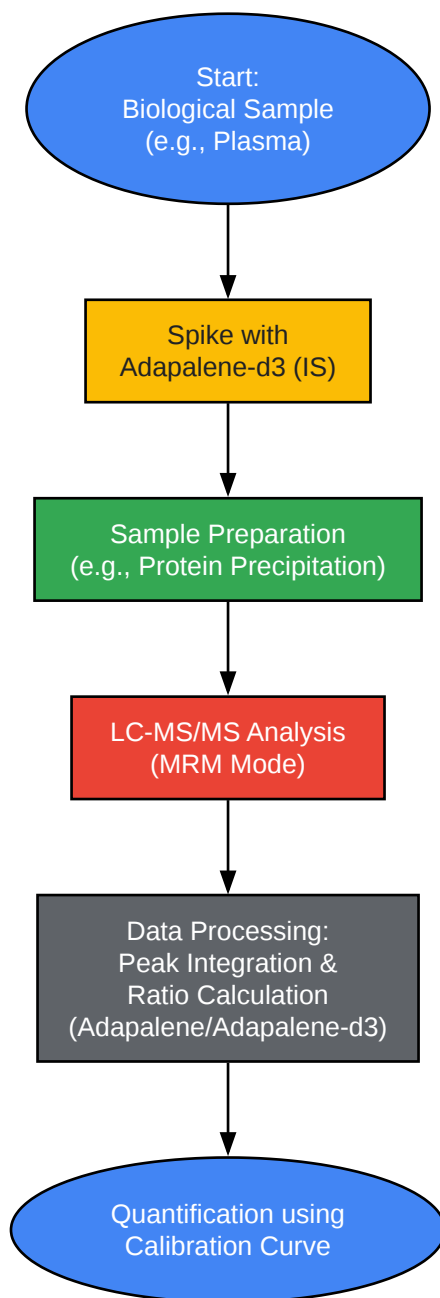 Start:
Biological Sample
(e.g., Plasma)
Spike with
Adapalene-d3 (IS)
Sample Preparation
(e.g., Protein Precipitation)
LC-MS/MS Analysis
(MRM Mode)
Data Processing:
Peak Integration &
Ratio Calculation
(Adapalene/Adapalene-d3)
Quantification using
Calibration Curve